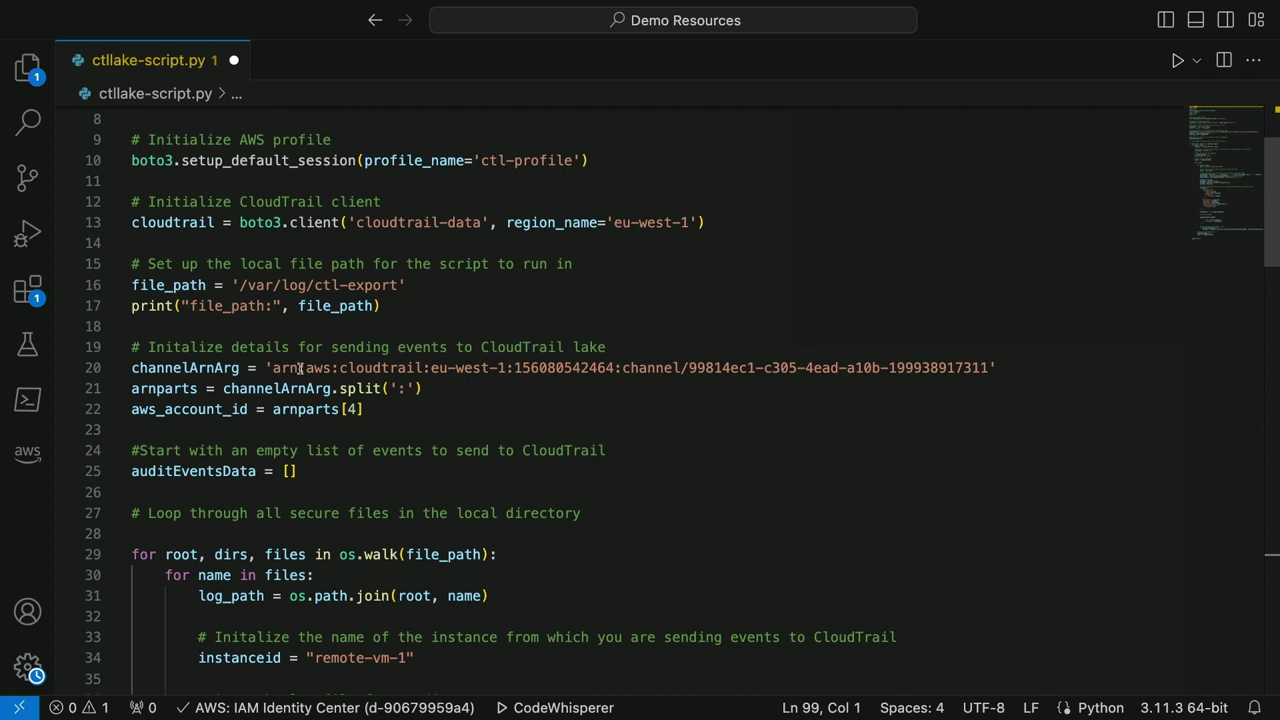 Demo Resources
ctllake-script.py 1
ctllake-script.py > ...
1
8
9 # Initialize AWS profile
10 boto3.setup_default_session(profile_name='ctl-profile')
11
12 # Initialize CloudTrail client
13 cloudtrail = boto3.client('cloudtrail-data', region_name='eu-west-1')
14
15 # Set up the local file path for the script to run in
16 file_path = '/var/log/ctl-export'
17 print("file_path:", file_path)
18
19 # Initalize details for sending events to CloudTrail lake
20 channelArnArg = 'arn:aws:cloudtrail:eu-west-1:156080542464:channel/99814ec1-c305-4ead-a10b-199938917311'
21 arnparts = channelArnArg.split(':')
22 aws_account_id = arnparts[4]
23
24 #Start with an empty list of events to send to CloudTrail
25 auditEventsData = []
26
27 # Loop through all secure files in the local directory
28
29 for root, dirs, files in os.walk(file_path):
30 for name in files:
31 log_path = os.path.join(root, name)
32
33 # Initalize the name of the instance from which you are sending events to CloudTrail
34 instanceid = "remote-vm-1"
35
1
aws
0 1 0 AWS: IAM Identity Center (d-90679959a4) CodeWhisperer Ln 99, Col 1 Spaces: 4 UTF-8 LF Python 3.11.3 64-bit